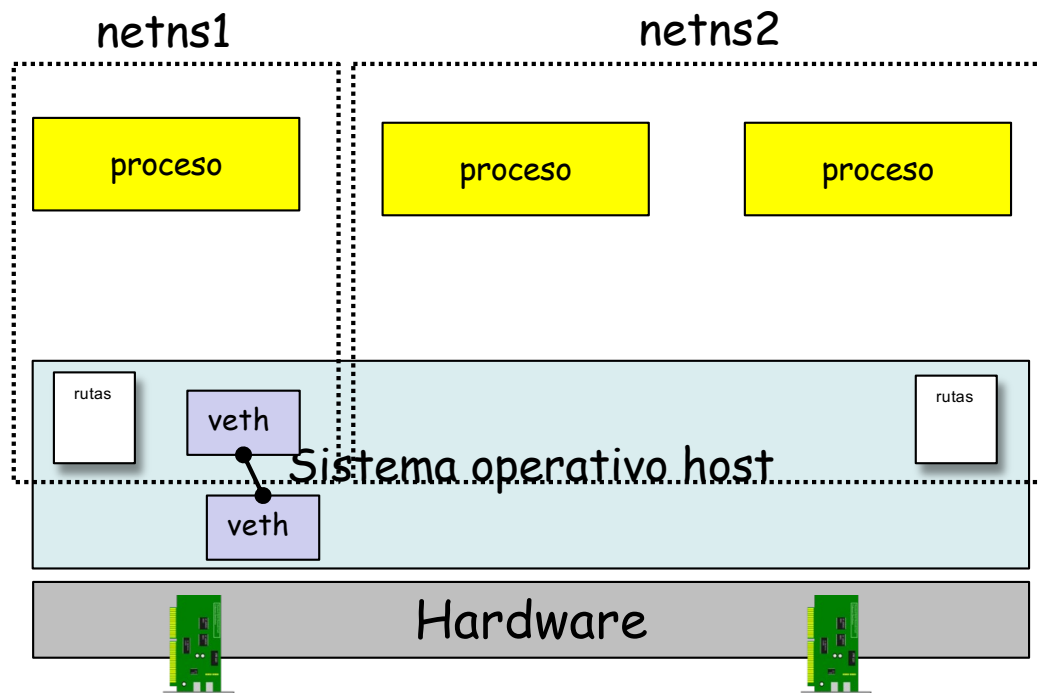 netns1
netns2
proceso
proceso
proceso
rutas
rutas
veth
Sistema operativo host
veth
Hardware